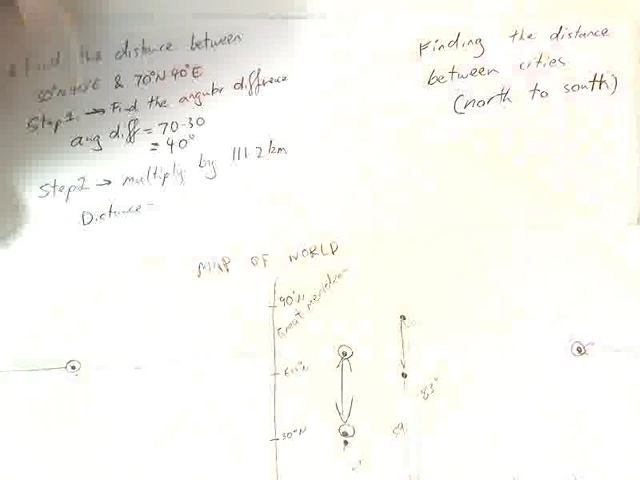 Find the distance between
30°N 40°E & 70°N 40°E
Step 1 → Find the angular difference
ang diff = 70-30
= 40°
Step 2 → multiply by 111.2 km
Distance =
Finding the distance
between cities.
(north to south)
MAP OF WORLD
90°N
Great meridian
60°N
30°N
83°